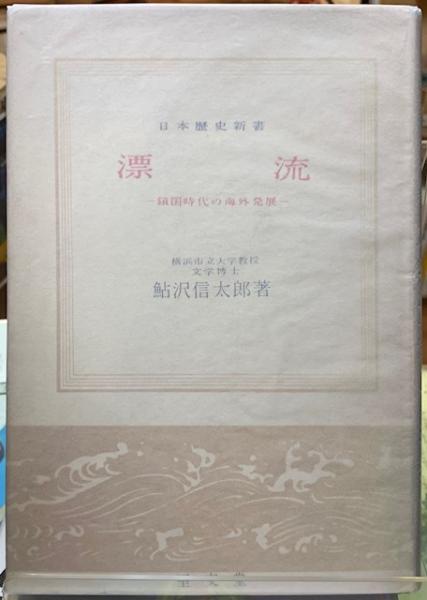 日本歴史新書
漂流
―鎖国時代の海外発展―
横浜市立大学教授
文学博士
鮎沢信太郎著
至文堂